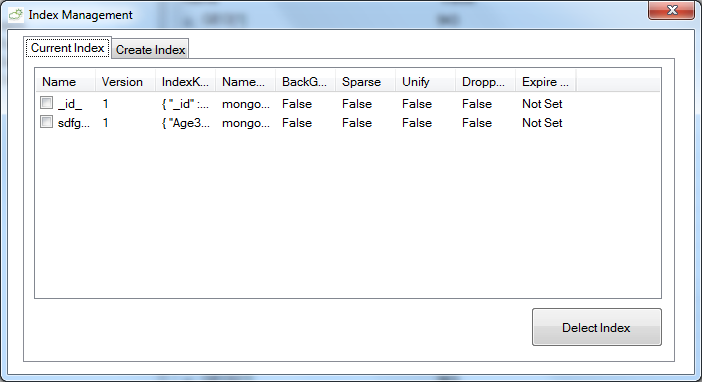 Index Management
Current Index Create Index
Name Version IndexK... Name... BackG... Sparse Unify Dropp... Expire ...
_id_ 1 { "_id" :... mongo... False False False False Not Set
sdfg... 1 { "Age3... mongo... False False False False Not Set
Delect Index